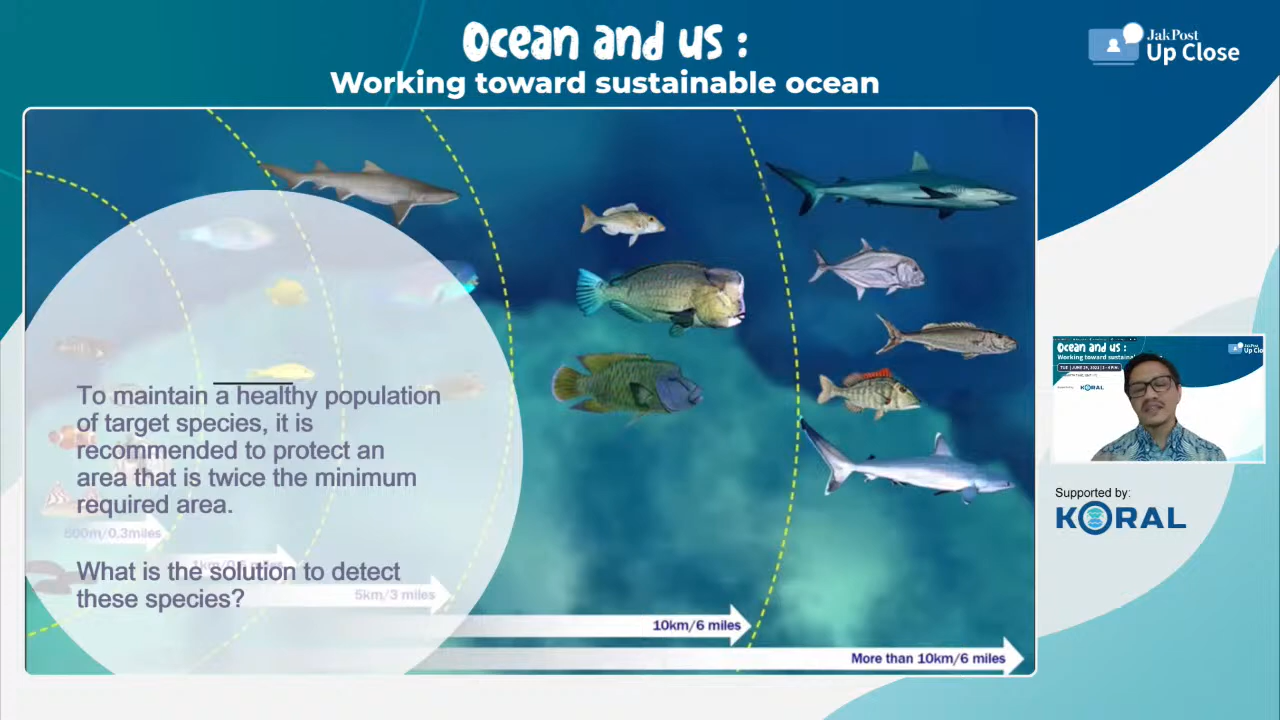 Ocean and us :
Working toward sustainable ocean
JakPost
Up Close
To maintain a healthy population
of target species, it is
recommended to protect an
area that is twice the minimum
required area.
What is the solution to detect
these species?
500m/0.3miles
5km/3 miles
10km/6 miles
More than 10km/6 miles
Ocean and us :
Working toward sustainab
Up Clo
KORAL
Supported by:
KORAL